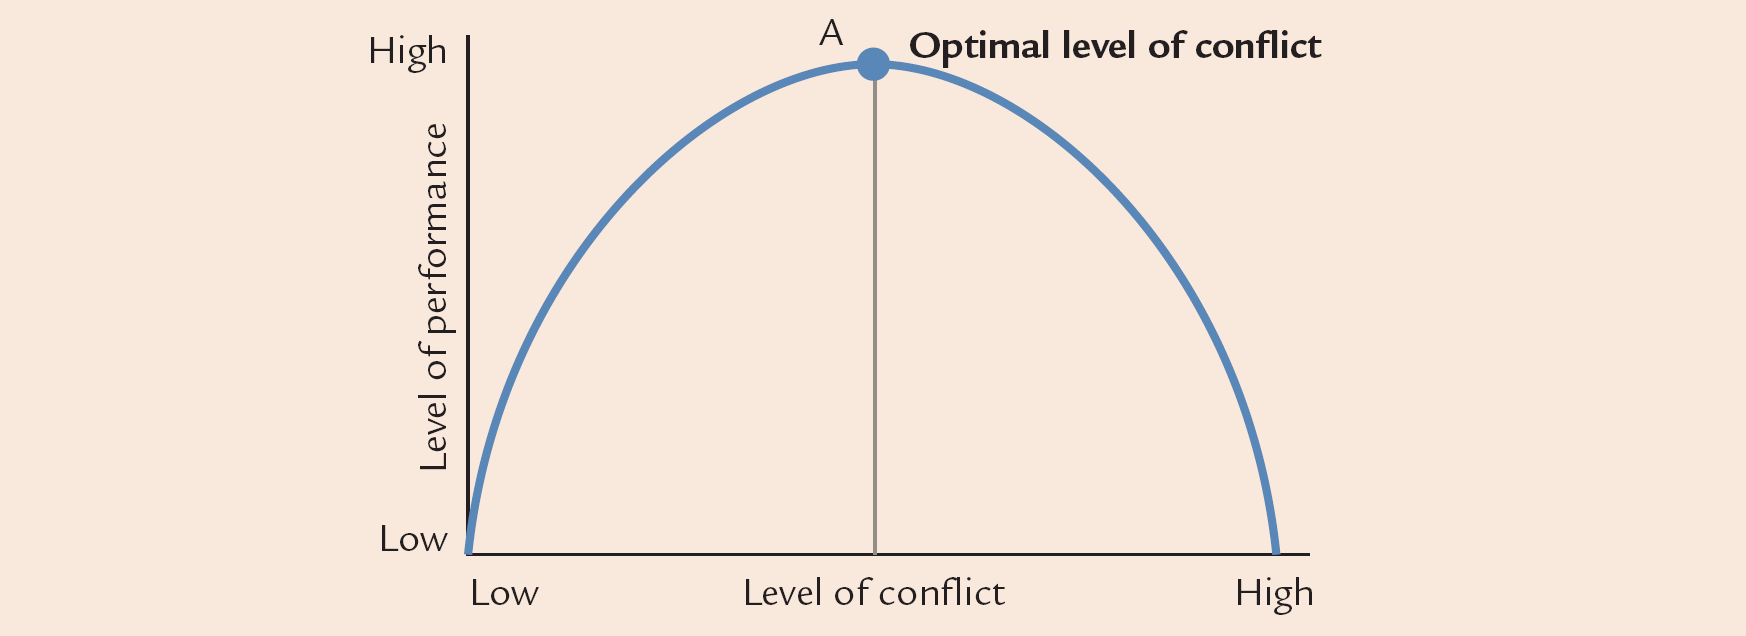 A
Optimal level of conflict
High
Level of performance
Low
Low
Level of conflict
High